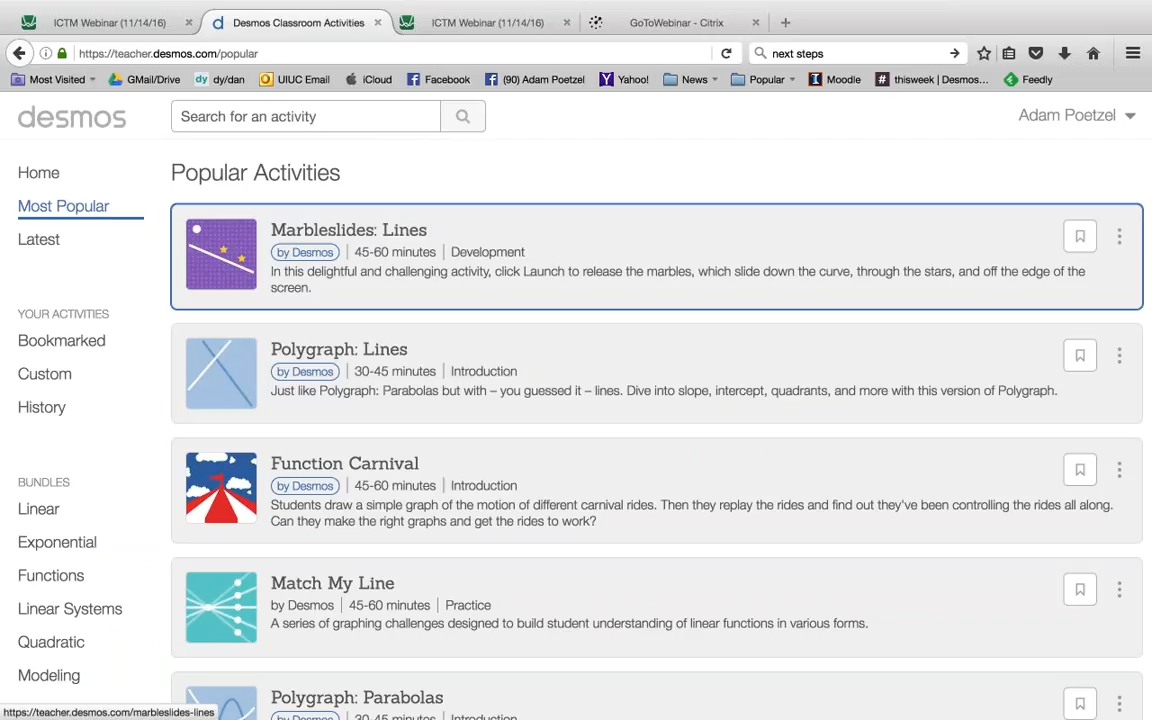 ICTM Webinar (11/14/16) ×
Desmos Classroom Activities ×
ICTM Webinar (11/14/16) ×
GoToWebinar - Citrix ×
https://teacher.desmos.com/popular
next steps
Most Visited
GMail/Drive
dy dy/dan
UIUC Email
iCloud
Facebook
(90) Adam Poetzel
Yahoo!
News
Popular
Moodle
# thisweek | Desmos...
Feedly
desmos
Search for an activity
Adam Poetzel
Home
Most Popular
Latest
YOUR ACTIVITIES
Bookmarked
Custom
History
BUNDLES
Linear
Exponential
Functions
Linear Systems
Quadratic
Modeling
Popular Activities
Marbleslides: Lines
by Desmos | 45-60 minutes | Development
In this delightful and challenging activity, click Launch to release the marbles, which slide down the curve, through the stars, and off the edge of the
screen.
Polygraph: Lines
by Desmos | 30-45 minutes | Introduction
Just like Polygraph: Parabolas but with – you guessed it – lines. Dive into slope, intercept, quadrants, and more with this version of Polygraph.
Function Carnival
by Desmos | 45-60 minutes | Introduction
Students draw a simple graph of the motion of different carnival rides. Then they replay the rides and find out they've been controlling the rides all along.
Can they make the right graphs and get the rides to work?
Match My Line
by Desmos | 45-60 minutes | Practice
A series of graphing challenges designed to build student understanding of linear functions in various forms.
Polygraph: Parabolas
by Desmos | 30-45 minutes | Introduction
https://teacher.desmos.com/marbleslides-lines